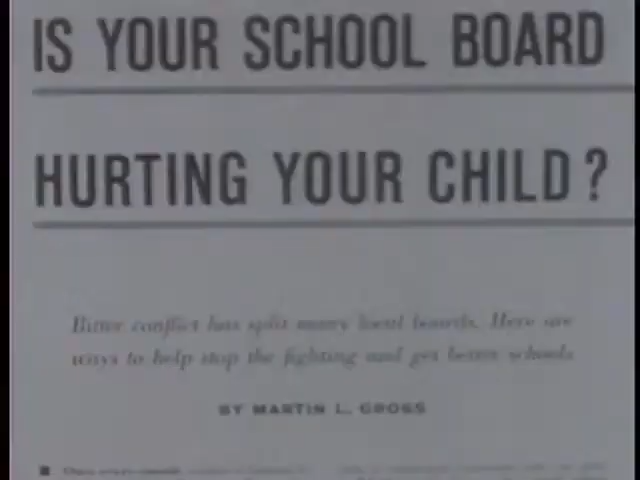 IS YOUR SCHOOL BOARD
HURTING YOUR CHILD?
Bitter conflict has split many local boards. Here are
ways to help stop the fighting and get better schools
BY MARTIN L. GROSS